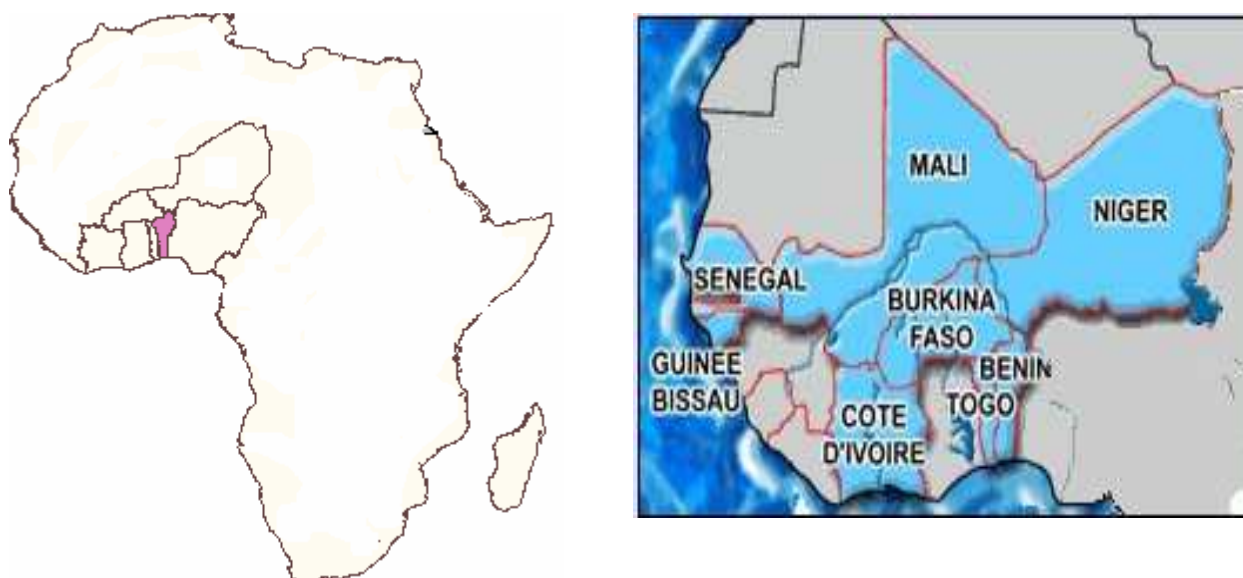 MALI
NIGER
SENEGAL
BURKINA
FASO
GUINEE
BISSAU
BENIN
TOGO
COTE
D'IVOIRE